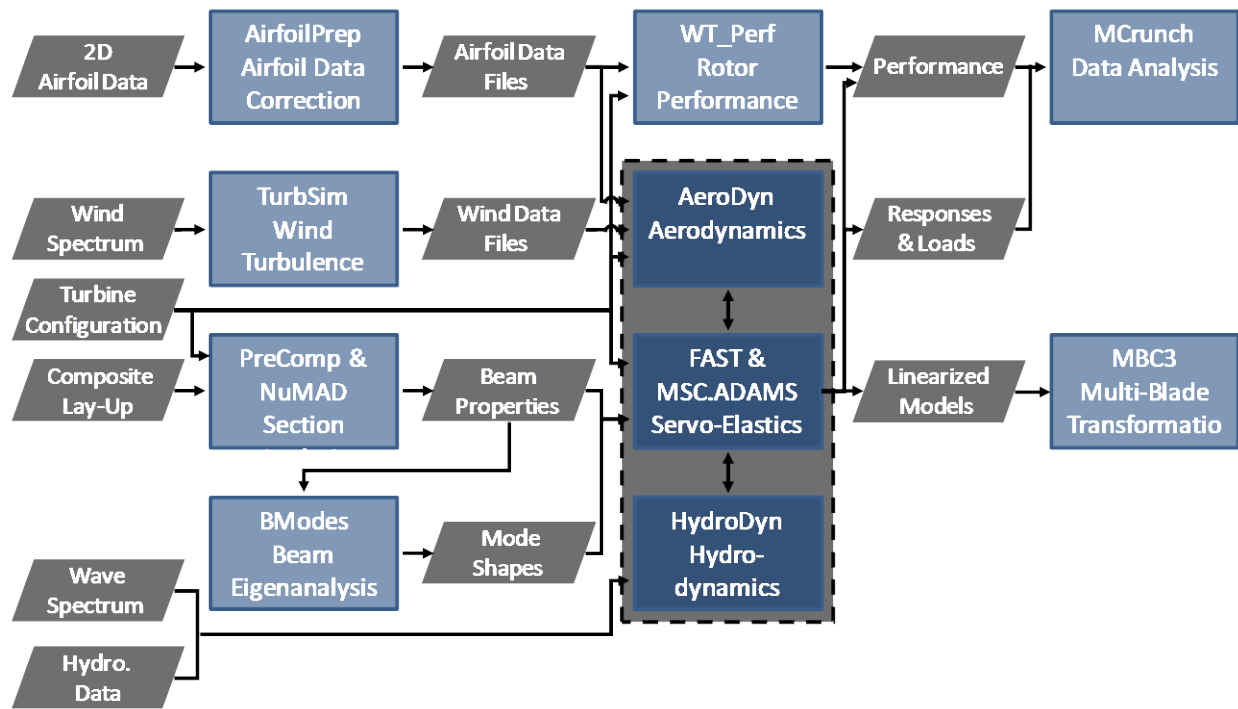 2D
Airfoil Data
AirfoilPrep
Airfoil Data
Correction
Airfoil Data
Files
WT_Perf
Rotor
Performance
Performance
MCrunch
Data Analysis
Wind
Spectrum
TurbSim
Wind
Turbulence
Wind Data
Files
AeroDyn
Aerodynamics
Responses
& Loads
Turbine
Configuration
Composite
Lay-Up
PreComp &
NuMAD
Section
Beam
Properties
FAST &
MSC.ADAMS
Servo-Elastics
Linearized
Models
MBC3
Multi-Blade
Transformatio
BModes
Beam
Eigenanalysis
Mode
Shapes
HydroDyn
Hydro-
dynamics
Wave
Spectrum
Hydro.
Data